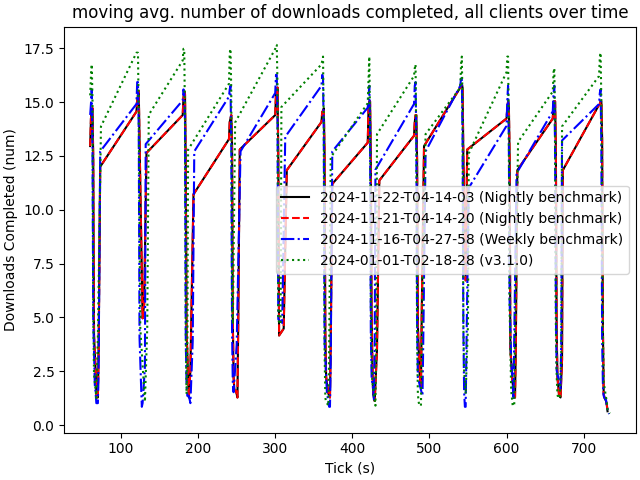 moving avg. number of downloads completed, all clients over time
Downloads Completed (num)
17.5
15.0
12.5
10.0
7.5
5.0
2.5
0.0
2024-11-22-T04-14-03 (Nightly benchmark)
2024-11-21-T04-14-20 (Nightly benchmark)
2024-11-16-T04-27-58 (Weekly benchmark)
2024-01-01-T02-18-28 (v3.1.0)
100 200 300 400 500 600 700
Tick (s)